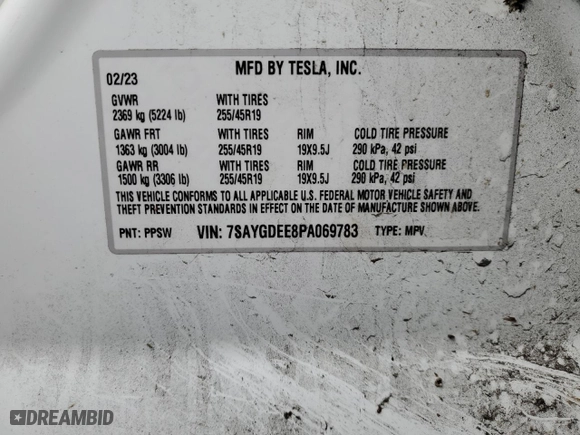 02/23 MFD BY TESLA, INC.
GVWR WITH TIRES
2369 kg (5224 lb) 255/45R19
GAWR FRT WITH TIRES RIM COLD TIRE PRESSURE
1363 kg (3004 lb) 255/45R19 19X9.5J 290 kPa, 42 psi
GAWR RR WITH TIRES RIM COLD TIRE PRESSURE
1500 kg (3306 lb) 255/45R19 19X9.5J 290 kPa, 42 psi
THIS VEHICLE CONFORMS TO ALL APPLICABLE U.S. FEDERAL MOTOR VEHICLE SAFETY AND
THEFT PREVENTION STANDARDS IN EFFECT ON THE DATE OF MANUFACTURE SHOWN ABOVE.
PNT: PPSW VIN: 7SAYGDEE8PA069783 TYPE: MPV
DREAMBID